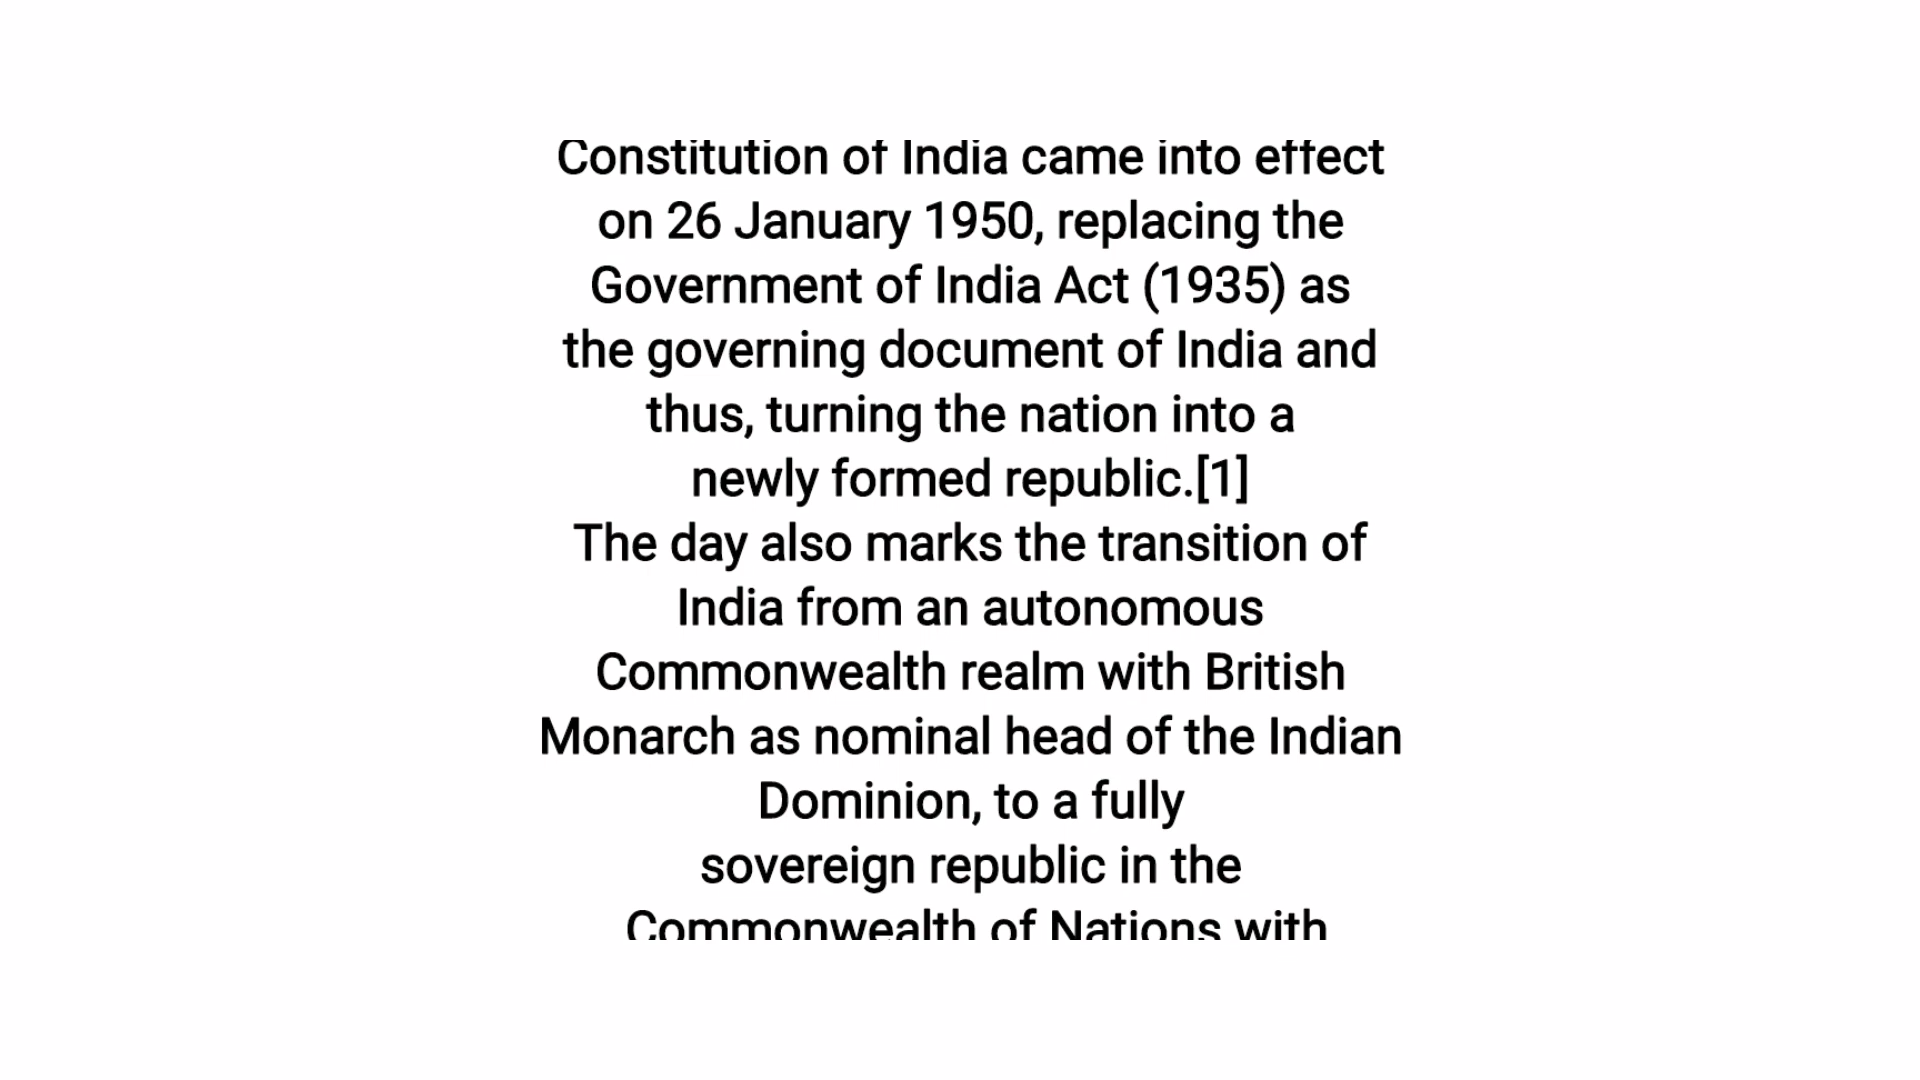 Constitution of India came into effect
on 26 January 1950, replacing the
Government of India Act (1935) as
the governing document of India and
thus, turning the nation into a
newly formed republic.[1]
The day also marks the transition of
India from an autonomous
Commonwealth realm with British
Monarch as nominal head of the Indian
Dominion, to a fully
sovereign republic in the
Commonwealth of Nations with